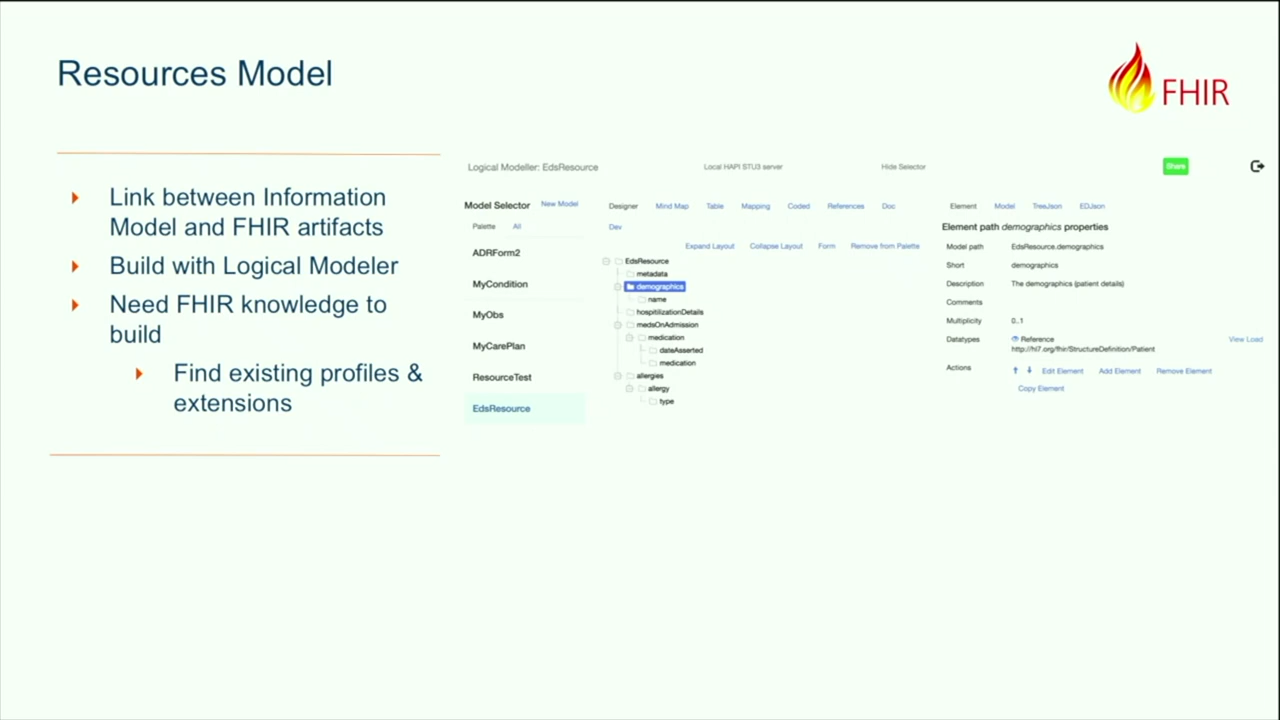 Resources Model
FHIR
Link between Information
Model and FHIR artifacts
Build with Logical Modeler
Need FHIR knowledge to
build
Find existing profiles &
extensions
Logical Modeller: EdsResource
Local HAPI STU3 server
Hide Selector
Share
Model Selector New Model
Palette All
ADRForm2
MyCondition
MyObs
MyCarePlan
ResourceTest
EdsResource
Designer Mind Map Table Mapping Coded References Doc
Dev
Expand Layout Collapse Layout Form Remove from Palette
EdsResource
metadata
demographics
name
hospitilizationDetails
medsOnAdmission
medication
dateAsserted
medication
allergies
allergy
type
Element Model TreeJson EDJson
Element path demographics properties
Model path EdsResource.demographics
Short demographics
Description The demographics (patient details)
Comments
Multiplicity 0..1
Datatypes Reference View Load
http://hl7.org/fhir/StructureDefinition/Patient
Actions Edit Element Add Element Remove Element
Copy Element